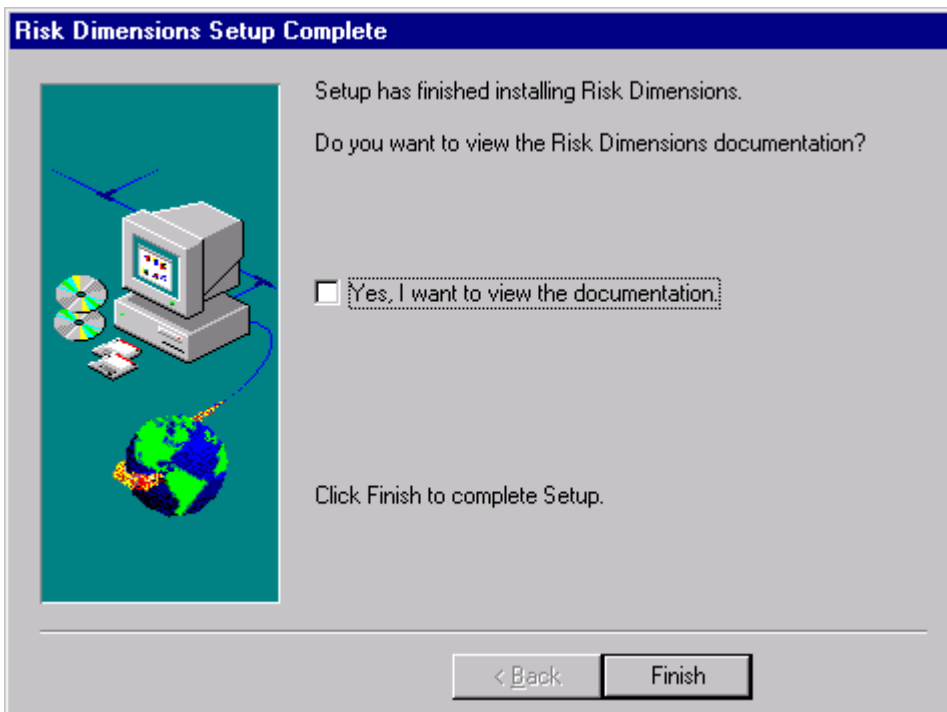 Risk Dimensions Setup Complete
Setup has finished installing Risk Dimensions.
Do you want to view the Risk Dimensions documentation?
Yes, I want to view the documentation.
Click Finish to complete Setup.
< Back
Finish